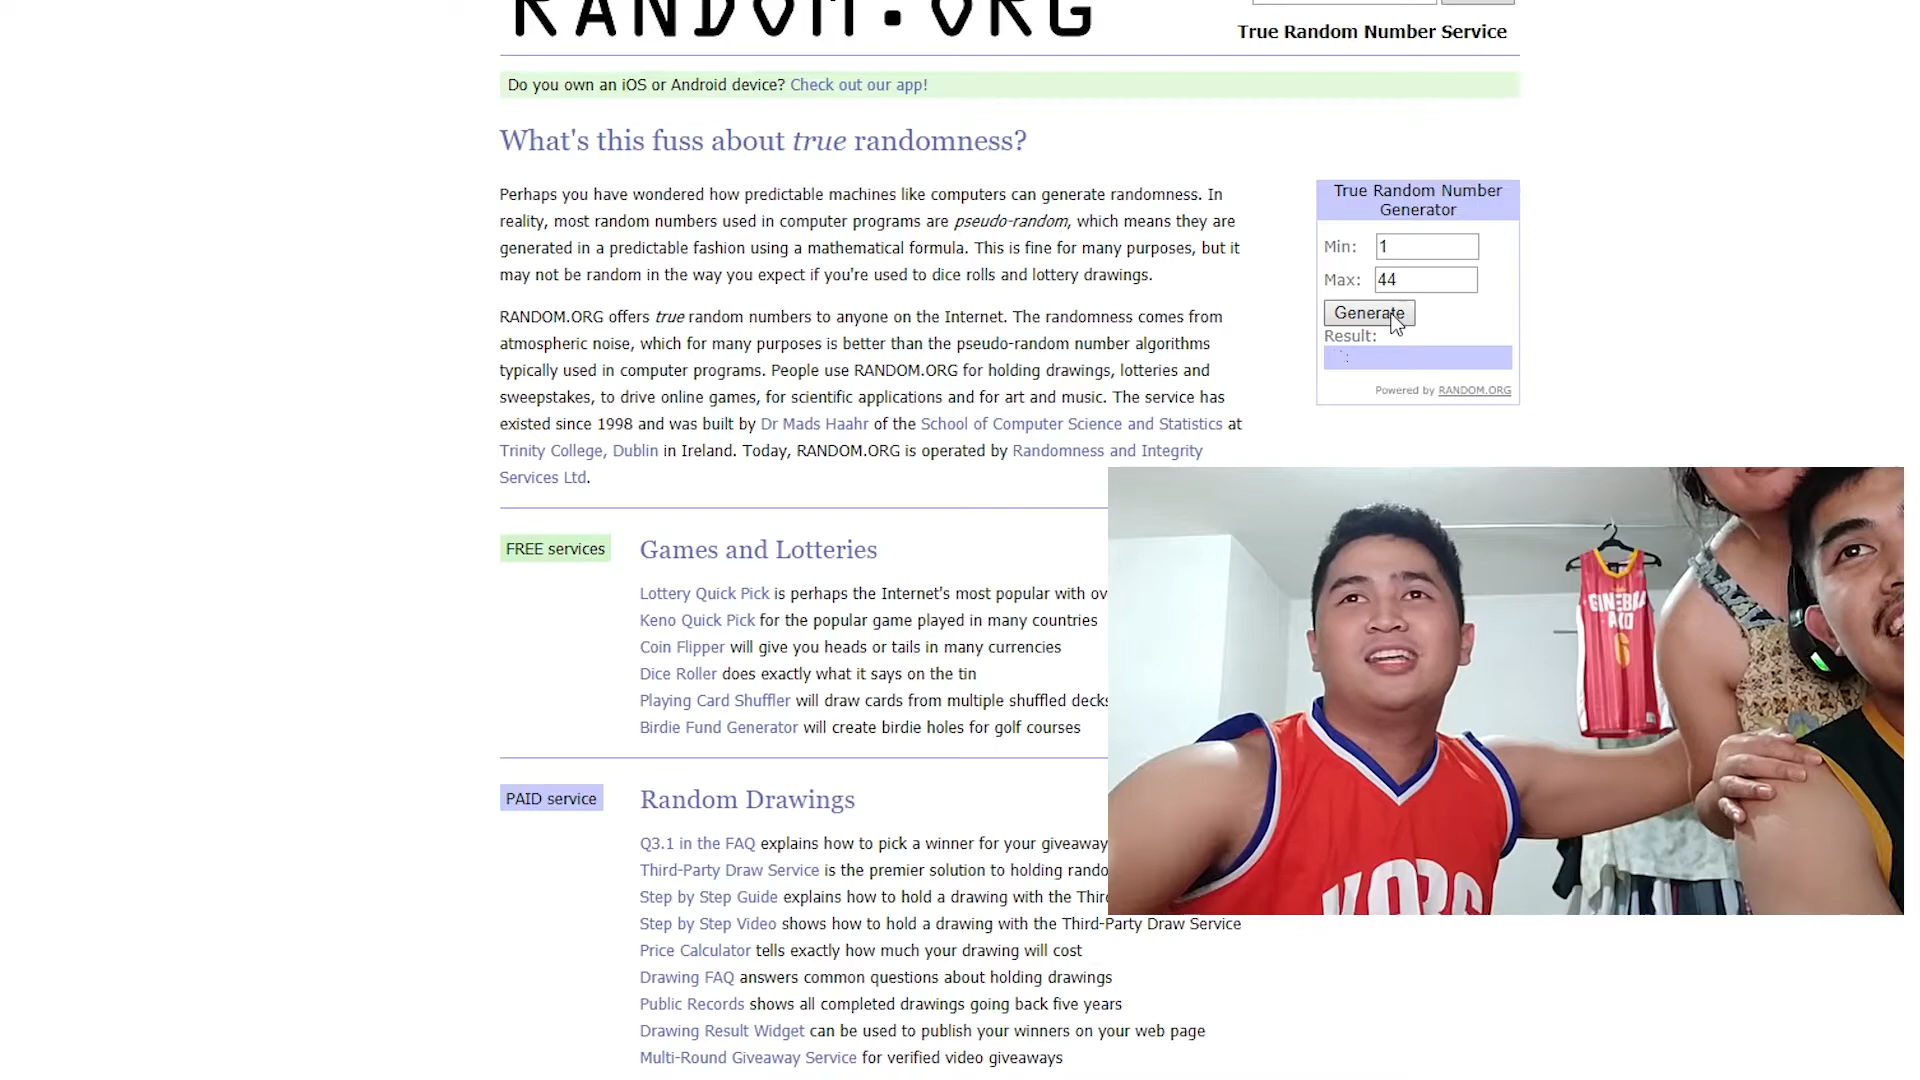 RANDOM.ORG
True Random Number Service
Do you own an iOS or Android device? Check out our app!
What's this fuss about true randomness?
Perhaps you have wondered how predictable machines like computers can generate randomness. In
reality, most random numbers used in computer programs are pseudo-random, which means they are
generated in a predictable fashion using a mathematical formula. This is fine for many purposes, but it
may not be random in the way you expect if you're used to dice rolls and lottery drawings.
RANDOM.ORG offers true random numbers to anyone on the Internet. The randomness comes from
atmospheric noise, which for many purposes is better than the pseudo-random number algorithms
typically used in computer programs. People use RANDOM.ORG for holding drawings, lotteries and
sweepstakes, to drive online games, for scientific applications and for art and music. The service has
existed since 1998 and was built by Dr Mads Haahr of the School of Computer Science and Statistics at
Trinity College, Dublin in Ireland. Today, RANDOM.ORG is operated by Randomness and Integrity
Services Ltd.
True Random Number
Generator
Min: 1
Max: 44
Generate
Result:
Powered by RANDOM.ORG
FREE services
Games and Lotteries
Lottery Quick Pick is perhaps the Internet's most popular with ov
Keno Quick Pick for the popular game played in many countries
Coin Flipper will give you heads or tails in many currencies
Dice Roller does exactly what it says on the tin
Playing Card Shuffler will draw cards from multiple shuffled decks
Birdie Fund Generator will create birdie holes for golf courses
PAID service
Random Drawings
Q3.1 in the FAQ explains how to pick a winner for your giveaway
Third-Party Draw Service is the premier solution to holding rando
Step by Step Guide explains how to hold a drawing with the Thir
Step by Step Video shows how to hold a drawing with the Third-Party Draw Service
Price Calculator tells exactly how much your drawing will cost
Drawing FAQ answers common questions about holding drawings
Public Records shows all completed drawings going back five years
Drawing Result Widget can be used to publish your winners on your web page
Multi-Round Giveaway Service for verified video giveaways
GINEBRA
AKO
6